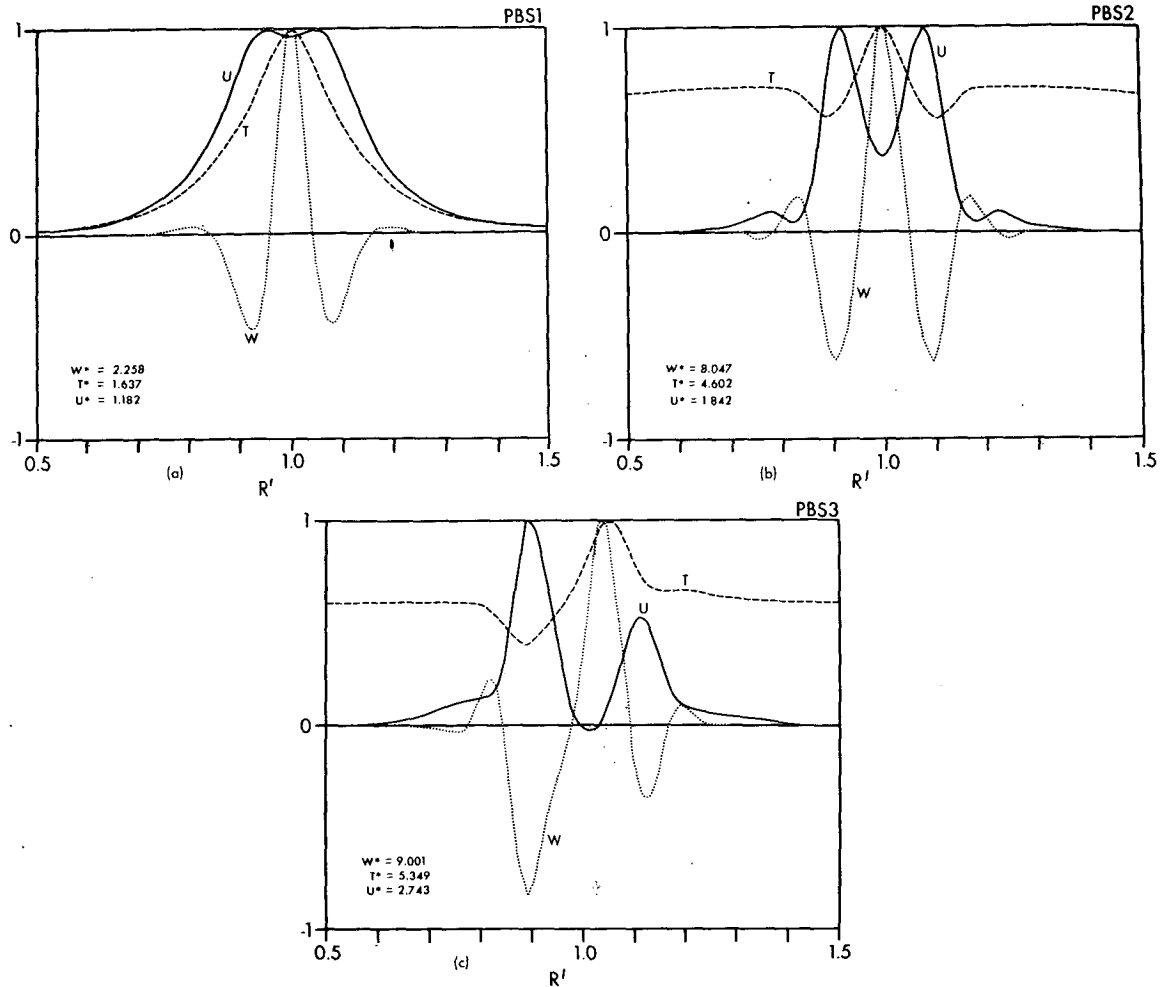 PBS1
1
U
T
W
0
W* = 2.258
T* = 1.637
U* = 1.182
-1
0.5
1.0
1.5
(a)
R'
PBS2
1
T
U
W
0
W* = 8.047
T* = 4.602
U* = 1 842
-1
0.5
1.0
1.5
(b)
R'
PBS3
1
T
U
0
W
W* = 9.001
T* = 5.349
U* = 2.743
-1
0.5
1.0
1.5
(c)
R'